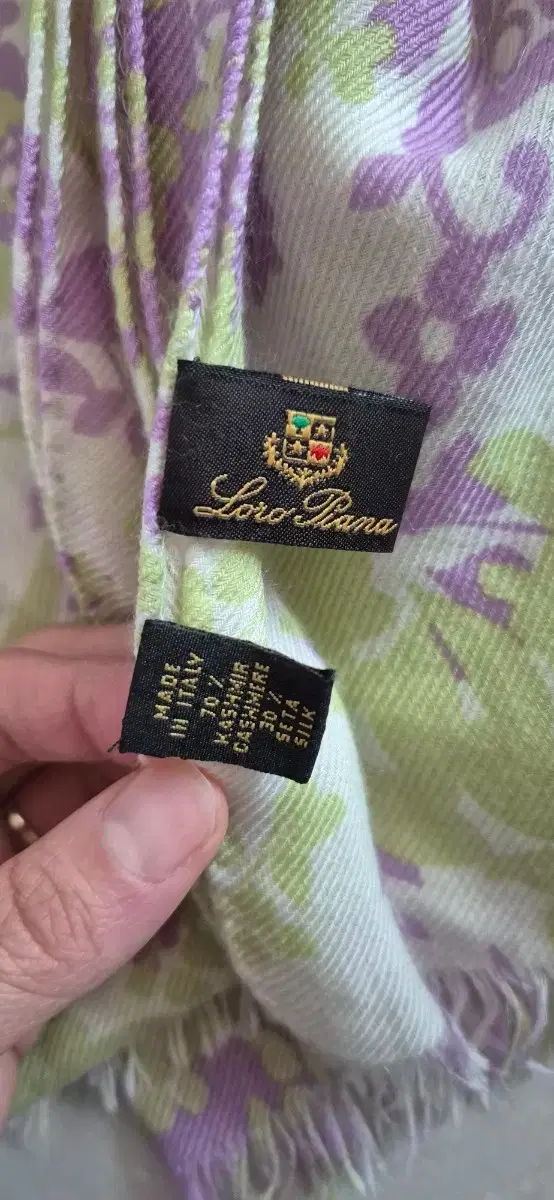 Loro Piana
MADE
IN ITALY
70 %
KASHMIR
CASHMERE
30 %
SETA
SILK